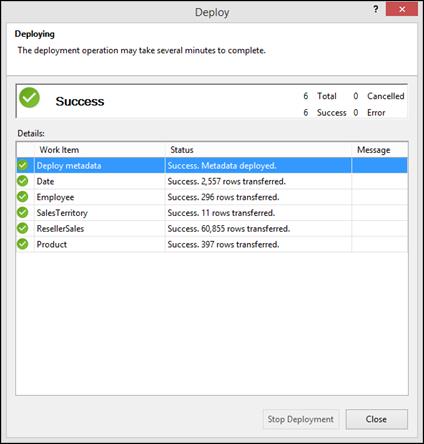 Deploy
?
Deploying
The deployment operation may take several minutes to complete.
Success
6 Total 0 Cancelled
6 Success 0 Error
Details:
Work Item Status Message
Deploy metadata Success. Metadata deployed.
Date Success. 2,557 rows transferred.
Employee Success. 296 rows transferred.
SalesTerritory Success. 11 rows transferred.
ResellerSales Success. 60,855 rows transferred.
Product Success. 397 rows transferred.
Stop Deployment Close